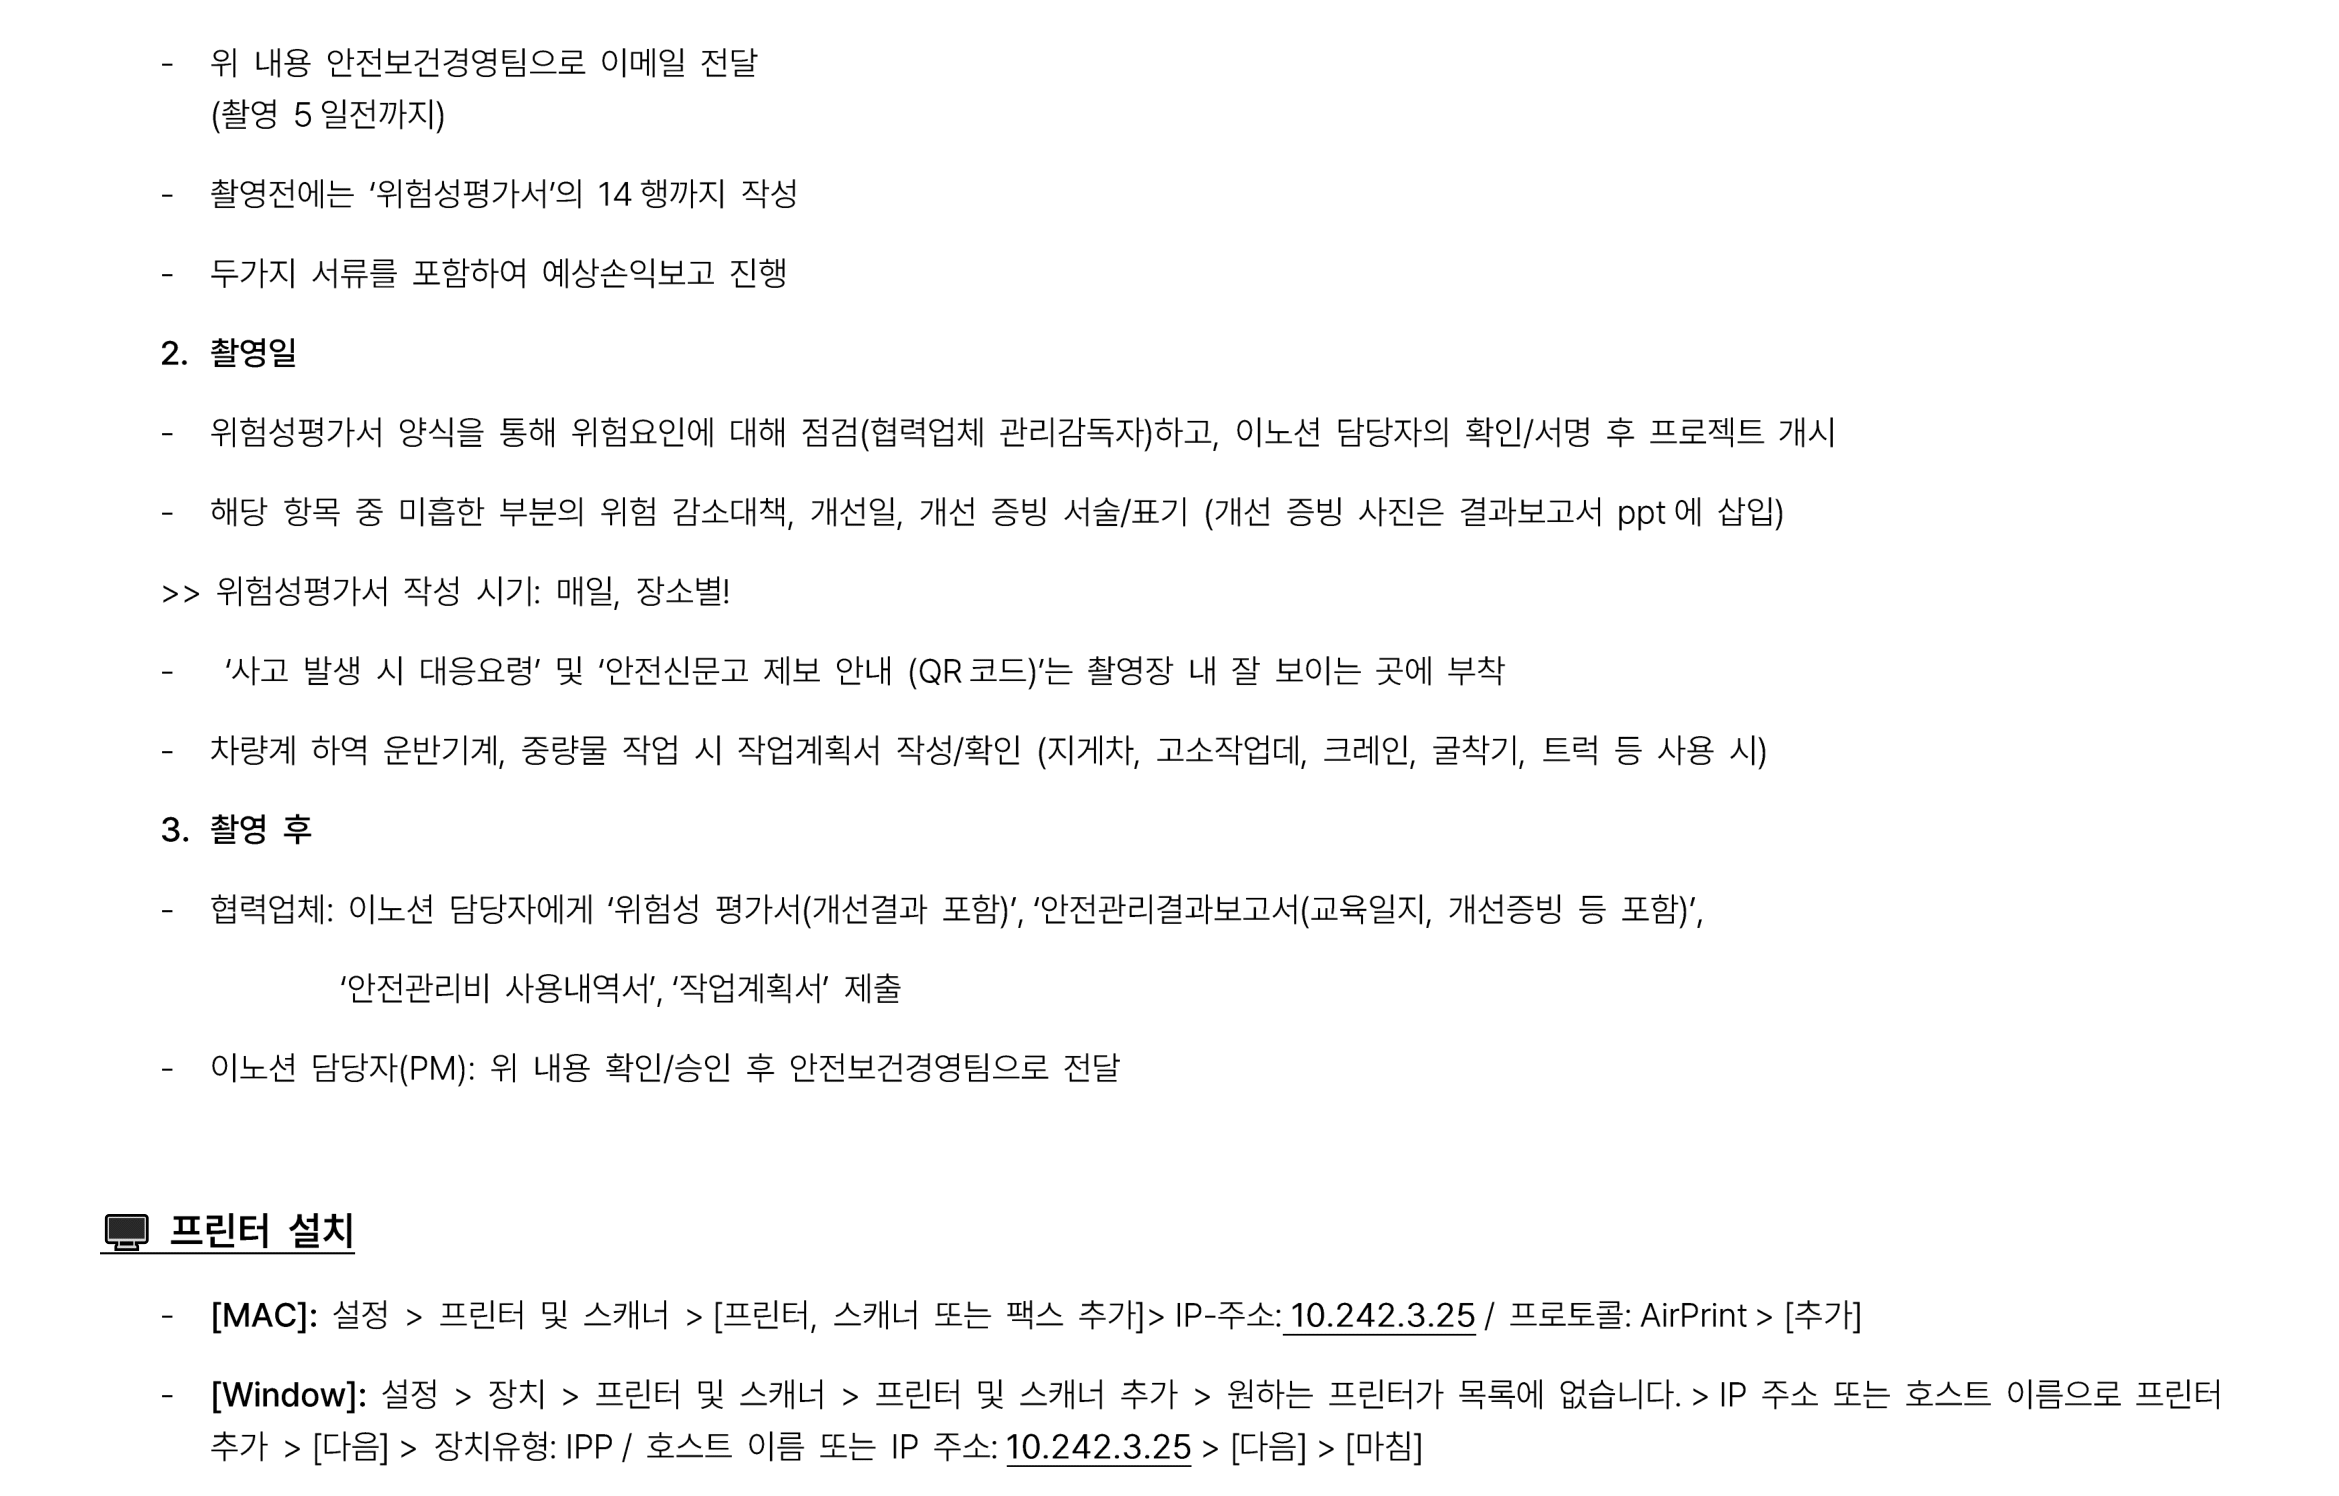 - 위 내용 안전보건경영팀으로 이메일 전달
(촬영 5일전까지)
- 촬영전에는 ‘위험성평가서’의 14행까지 작성
- 두가지 서류를 포함하여 예상손익보고 진행
2. 촬영일
- 위험성평가서 양식을 통해 위험요인에 대해 점검(협력업체 관리감독자)하고, 이노션 담당자의 확인/서명 후 프로젝트 개시
- 해당 항목 중 미흡한 부분의 위험 감소대책, 개선일, 개선 증빙 서술/표기 (개선 증빙 사진은 결과보고서 ppt에 삽입)
>> 위험성평가서 작성 시기: 매일, 장소별!
- ‘사고 발생 시 대응요령’ 및 ‘안전신문고 제보 안내 (QR코드)’는 촬영장 내 잘 보이는 곳에 부착
- 차량계 하역 운반기계, 중량물 작업 시 작업계획서 작성/확인 (지게차, 고소작업데, 크레인, 굴착기, 트럭 등 사용 시)
3. 촬영 후
- 협력업체: 이노션 담당자에게 ‘위험성 평가서(개선결과 포함)’, ‘안전관리결과보고서(교육일지, 개선증빙 등 포함)’,
‘안전관리비 사용내역서’, ‘작업계획서’ 제출
- 이노션 담당자(PM): 위 내용 확인/승인 후 안전보건경영팀으로 전달
프린터 설치
- [MAC]: 설정 > 프린터 및 스캐너 > [프린터, 스캐너 또는 팩스 추가]> IP-주소: 10.242.3.25 / 프로토콜: AirPrint > [추가]
- [Window]: 설정 > 장치 > 프린터 및 스캐너 > 프린터 및 스캐너 추가 > 원하는 프린터가 목록에 없습니다. > IP 주소 또는 호스트 이름으로 프린터
추가 > [다음] > 장치유형: IPP / 호스트 이름 또는 IP 주소: 10.242.3.25 > [다음] > [마침]